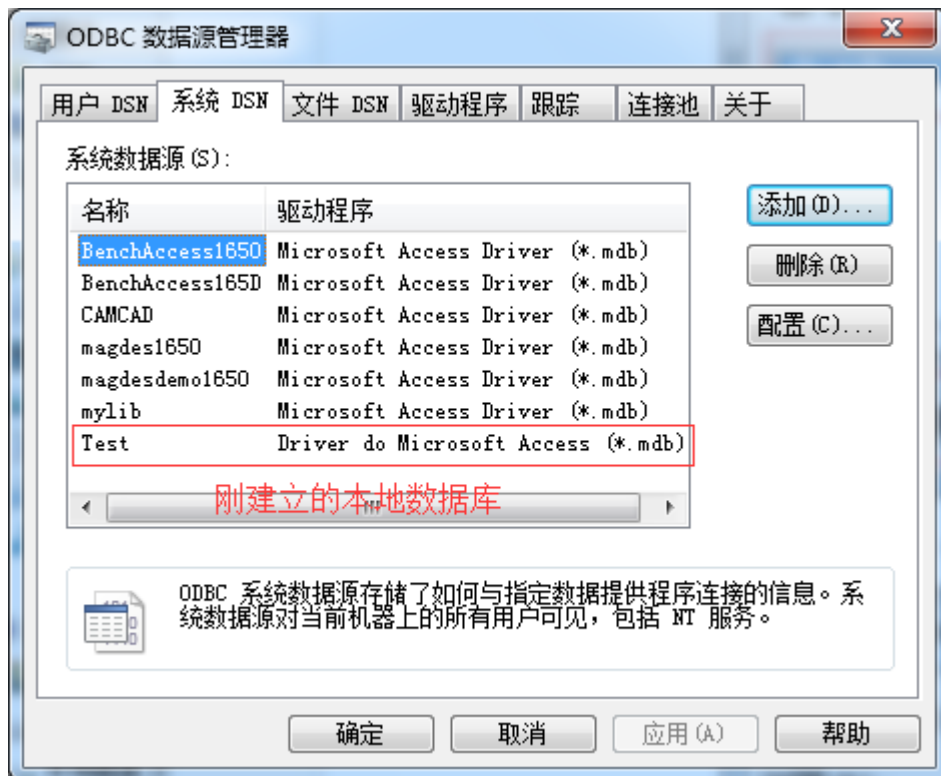 ODBC 数据源管理器
用户 DSN 系统 DSN 文件 DSN 驱动程序 跟踪 连接池 关于
系统数据源(S):
名称 驱动程序
添加(D)...
BenchAccess1650 Microsoft Access Driver (*.mdb)
删除(R)
BenchAccess165D Microsoft Access Driver (*.mdb)
CAMCAD Microsoft Access Driver (*.mdb)
配置(C)...
magdes1650 Microsoft Access Driver (*.mdb)
magdesdemo1650 Microsoft Access Driver (*.mdb)
mylib Microsoft Access Driver (*.mdb)
Test Driver do Microsoft Access (*.mdb)
刚建立的本地数据库
ODBC 系统数据源存储了如何与指定数据提供程序连接的信息。系
统数据源对当前机器上的所有用户可见，包括 NT 服务。
确定 取消 应用(A) 帮助